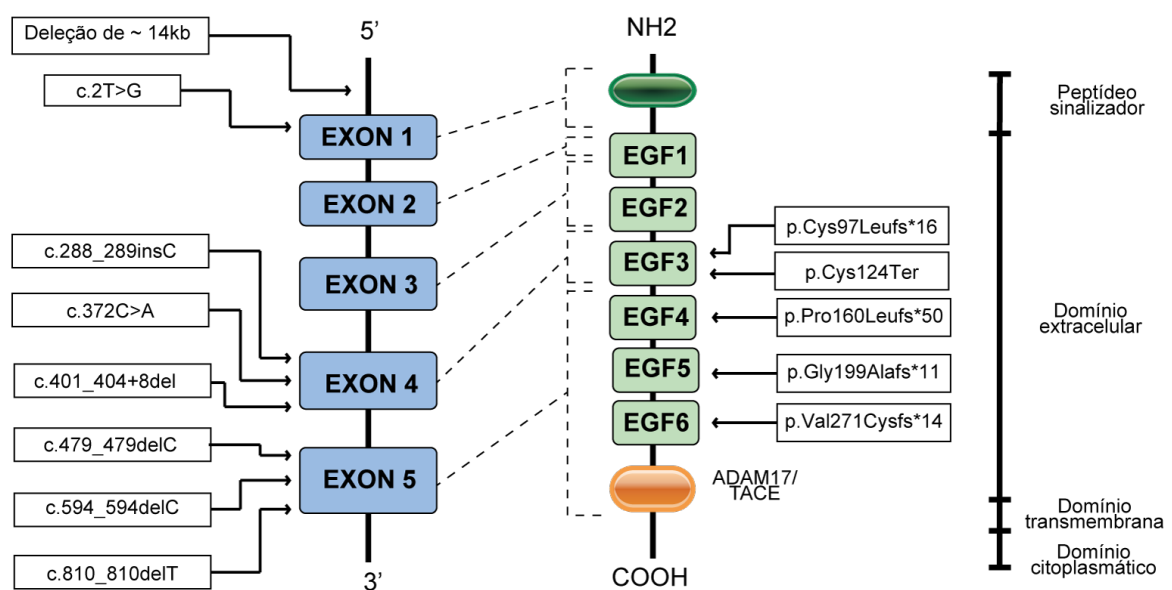 Deleção de ~ 14kb
c.2T>G
c.288_289insC
c.372C>A
c.401_404+8del
c.479_479delC
c.594_594delC
c.810_810delT
5’
EXON 1
EXON 2
EXON 3
EXON 4
EXON 5
3’
NH2
EGF1
EGF2
EGF3
EGF4
EGF5
EGF6
ADAM17/
TACE
COOH
p.Cys97Leufs*16
p.Cys124Ter
p.Pro160Leufs*50
p.Gly199Alafs*11
p.Val271Cysfs*14
Peptídeo
sinalizador
Domínio
extracelular
Domínio
transmembrana
Domínio
citoplasmático